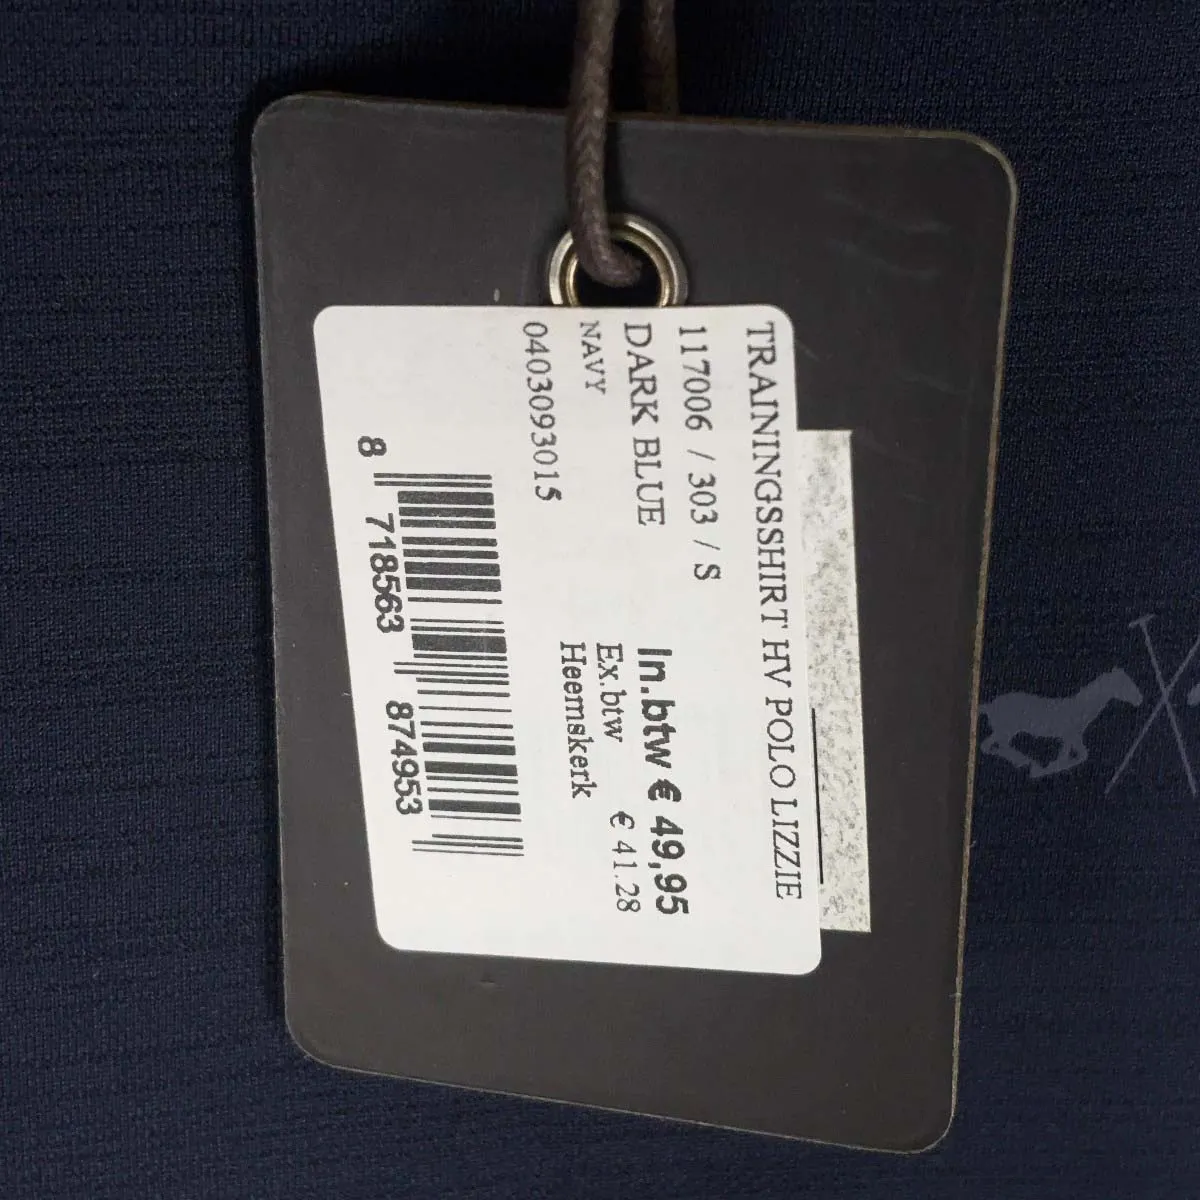 TRAININGSSHIRT HV POLO LIZZIE
117006 / 303 / S
DARK BLUE
NAVY
0403093015
In.btw € 49,95
Ex.btw € 41.28
Heemskerk
8 718563 874953